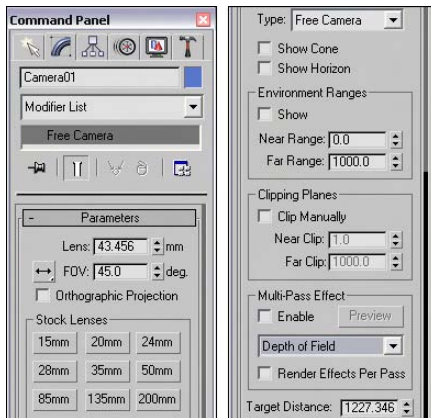 Command Panel
Camera01
Modifier List
Free Camera
- Parameters
Lens: 43.456 mm
FOV: 45.0 deg.
Orthographic Projection
Stock Lenses
15mm 20mm 24mm
28mm 35mm 50mm
85mm 135mm 200mm
Type: Free Camera
Show Cone
Show Horizon
Environment Ranges
Show
Near Range: 0.0
Far Range: 1000.0
Clipping Planes
Clip Manually
Near Clip: 1.0
Far Clip: 1000.0
Multi-Pass Effect
Enable Preview
Depth of Field
Render Effects Per Pass
Target Distance: 1227.346